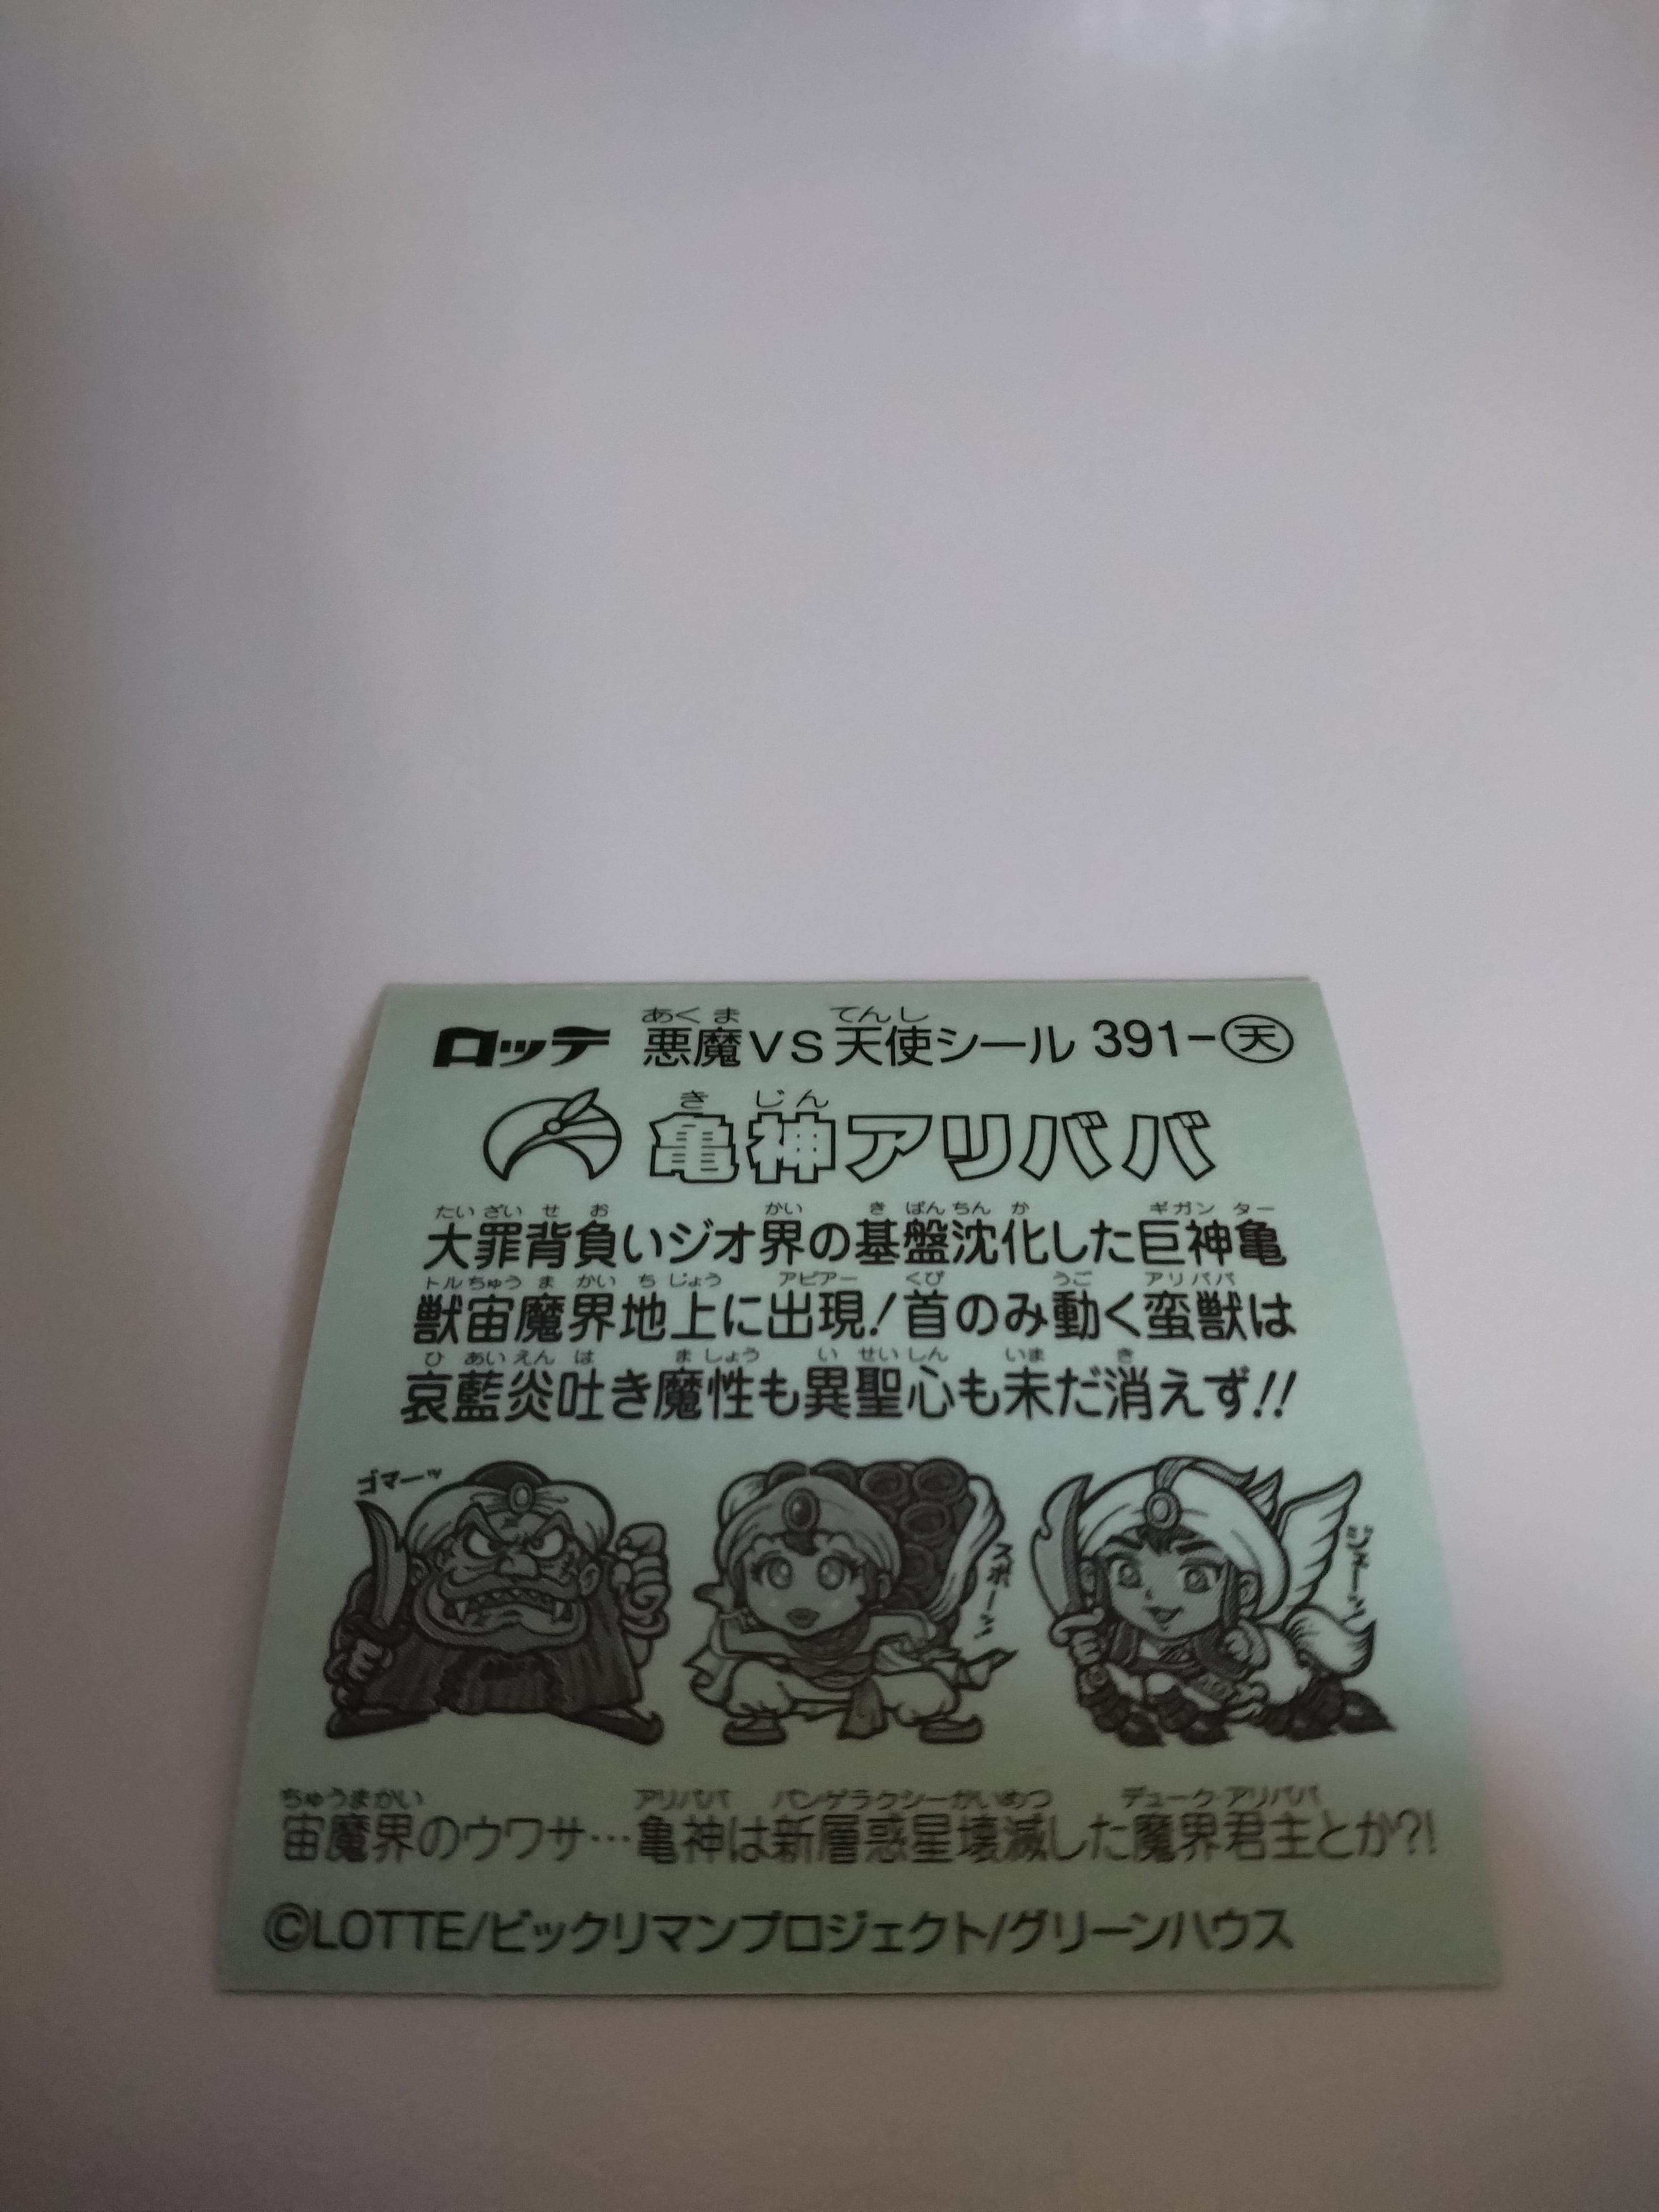 ロッテ 悪魔VS天使シール 391-㊝天
あくま てんし
きじん
亀神アリババ
たいざい せ お かい き ばんちん か ギガンター
大罪背負いジオ界の基盤沈化した巨神亀
トルちゅう ま かい ち じょう アピアー くび うご アリババ
獣宙魔界地上に出現!首のみ動く蛮獣は
ひ あいえん は ま しょう い せいしん いま き
哀藍炎吐き魔性も異聖心も未だ消えず!!
ゴマーッ
スポーン
ジェーン
ちゅうまかい アリババ パンゲラクシーかいめつ デューク・アリババ
宙魔界のウワサ…亀神は新層惑星壊滅した魔界君主とか?!
©LOTTE/ビックリマンプロジェクト/グリーンハウス